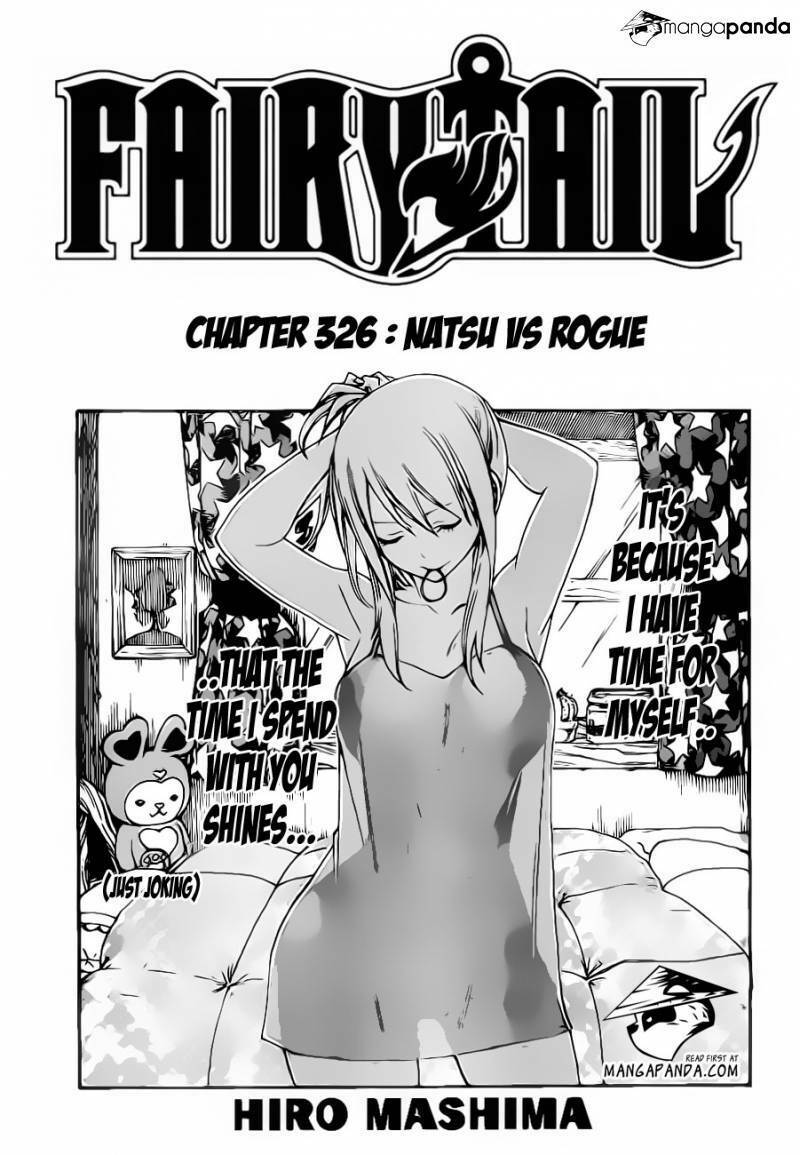 mangapanda
FAIRY TAIL
CHAPTER 326 : NATSU VS ROGUE
IT'S
BECAUSE
I HAVE
TIME FOR
MYSELF..
..THAT THE
TIME I SPEND
WITH YOU
SHINES...
(JUST JOKING)
READ FIRST AT
MANGAPANDA.COM
HIRO MASHIMA